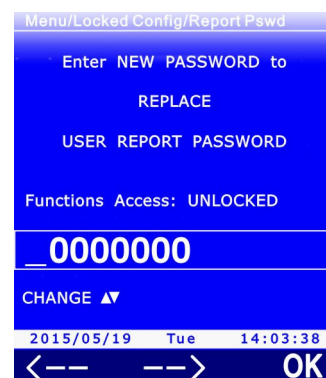 Menu/Locked Config/Report Pswd
Enter NEW PASSWORD to
REPLACE
USER REPORT PASSWORD
Functions Access: UNLOCKED
_0000000
CHANGE ▲▼
2015/05/19 Tue 14:03:38
<-- --> OK